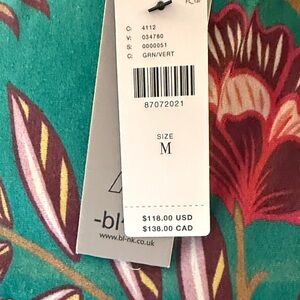 C: 4112
V: 034780
S: 0000051
C: GRN/VERT
87072021
SIZE
M
$118.00 USD
$138.00 CAD
www.bl-nk.co.uk